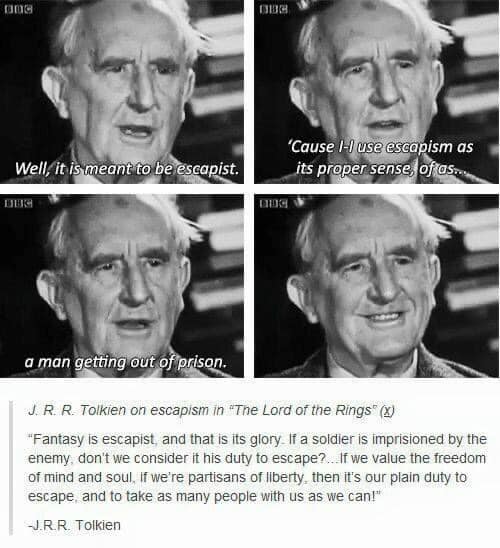 BBC
BBC
Well, it is meant to be escapist.
'Cause I-I use escapism as
its proper sense, of as...
BBC
BBC
a man getting out of prison.
J. R. R. Tolkien on escapism in "The Lord of the Rings" (x)
"Fantasy is escapist, and that is its glory. If a soldier is imprisioned by the
enemy, don't we consider it his duty to escape?...If we value the freedom
of mind and soul, if we're partisans of liberty, then it's our plain duty to
escape, and to take as many people with us as we can!"
-J.R.R. Tolkien